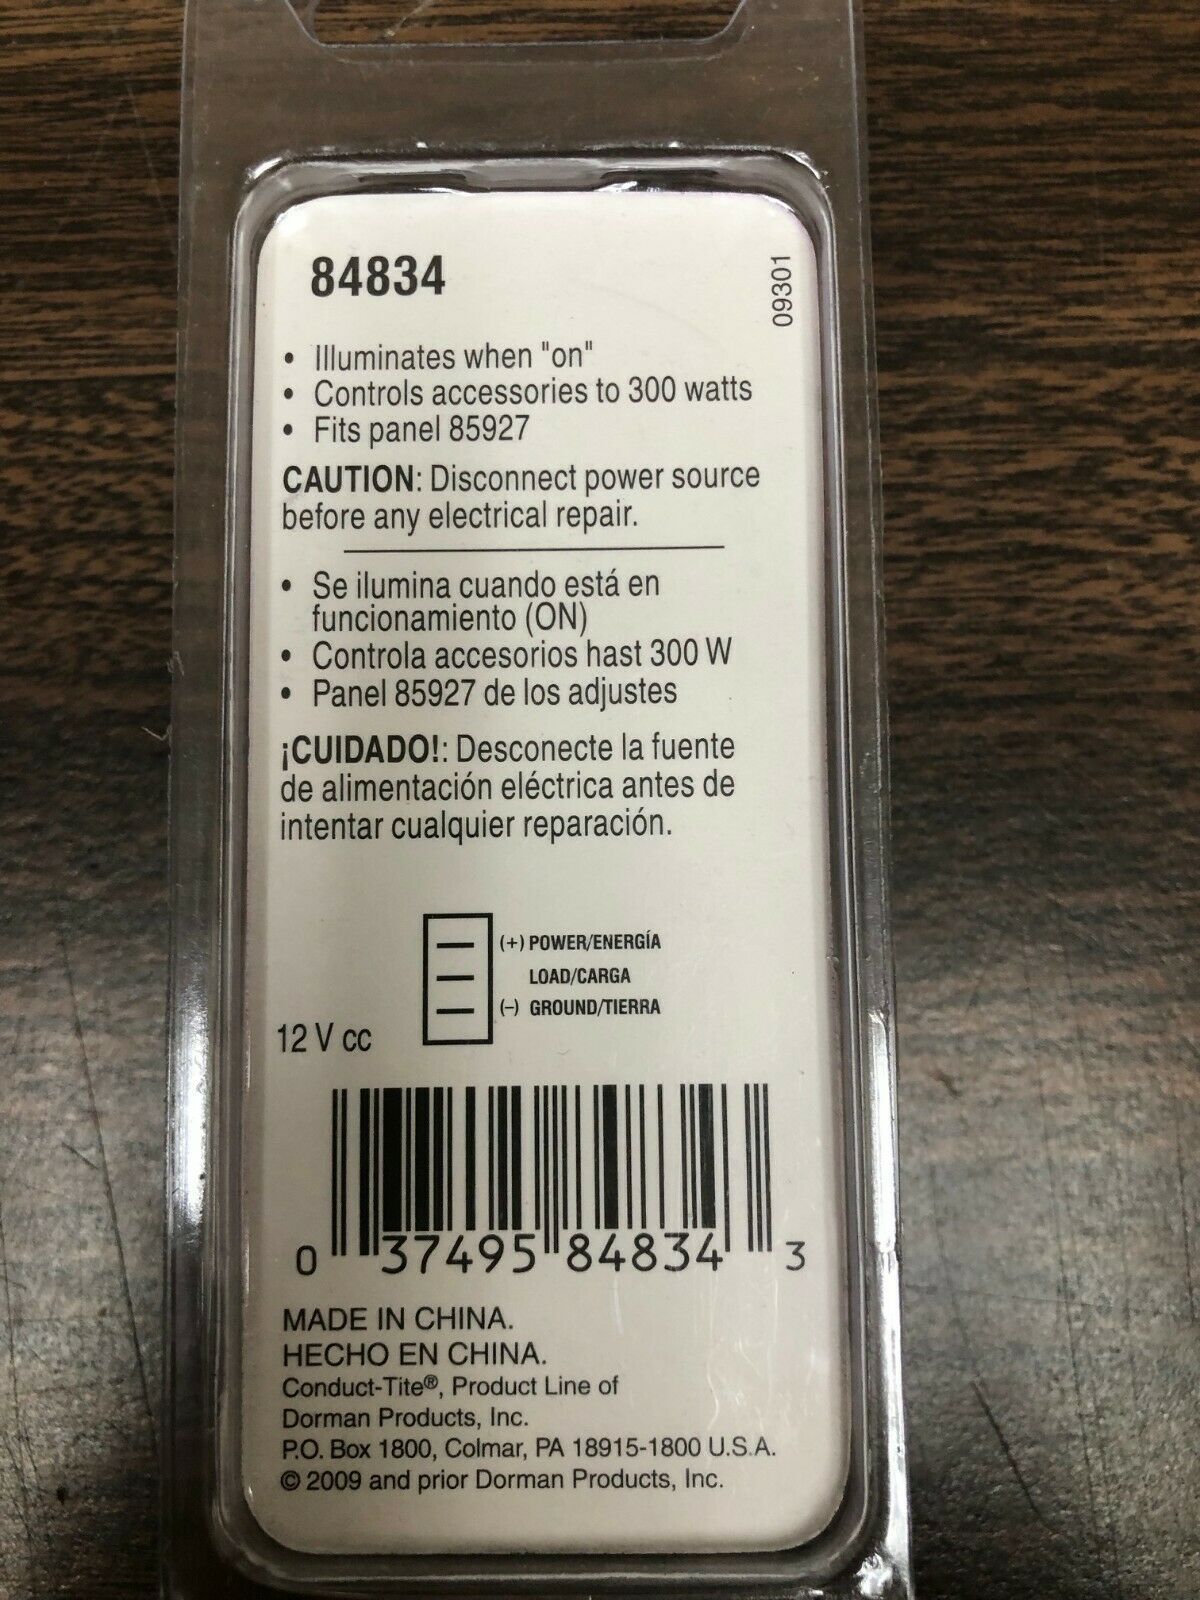 84834
09301
• Illuminates when "on"
• Controls accessories to 300 watts
• Fits panel 85927
CAUTION: Disconnect power source
before any electrical repair.
• Se ilumina cuando está en
funcionamiento (ON)
• Controla accesorios hast 300 W
• Panel 85927 de los adjustes
¡CUIDADO!: Desconecte la fuente
de alimentación eléctrica antes de
intentar cualquier reparación.
(+) POWER/ENERGÍA
LOAD/CARGA
(–) GROUND/TIERRA
12 V cc
0 37495 84834 3
MADE IN CHINA.
HECHO EN CHINA.
Conduct-Tite®, Product Line of
Dorman Products, Inc.
P.O. Box 1800, Colmar, PA 18915-1800 U.S.A.
© 2009 and prior Dorman Products, Inc.